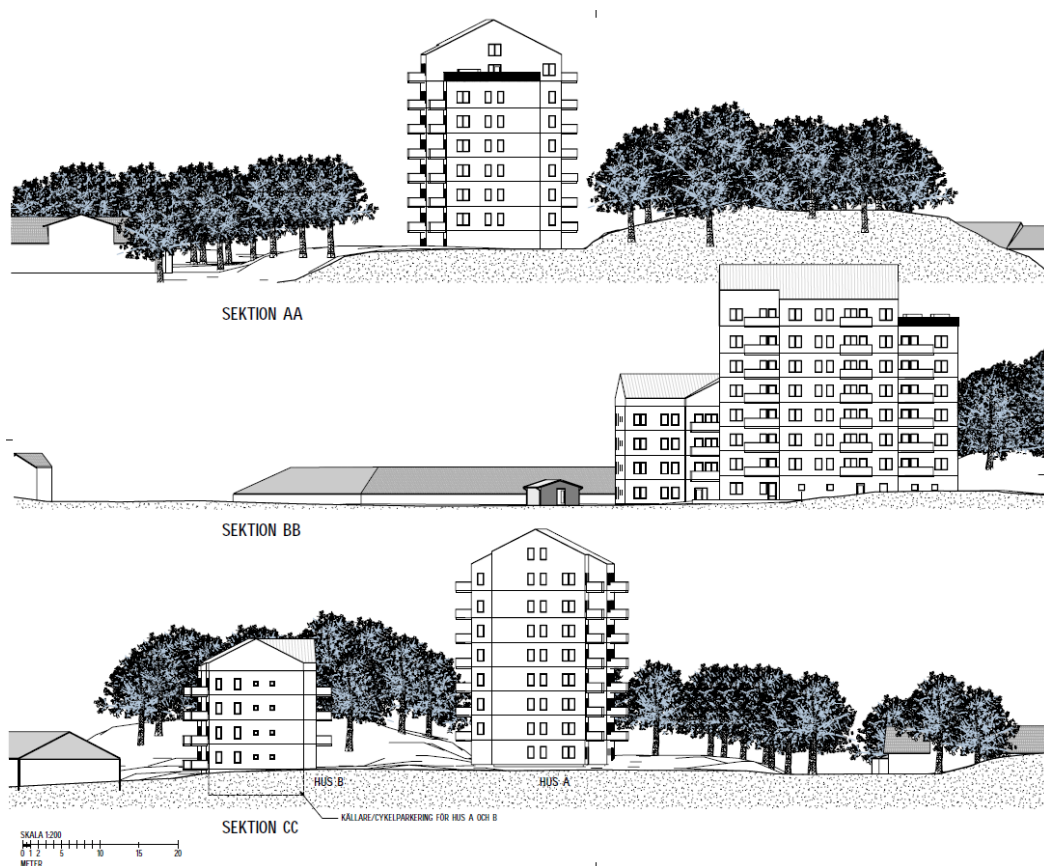 SEKTION AA
SEKTION BB
HUS B
HUS A
KÄLLARE/CYKELPARKERING FÖR HUS A OCH B
SEKTION CC
SKALA 1:200
0 1 2 5 10 15 20
METER